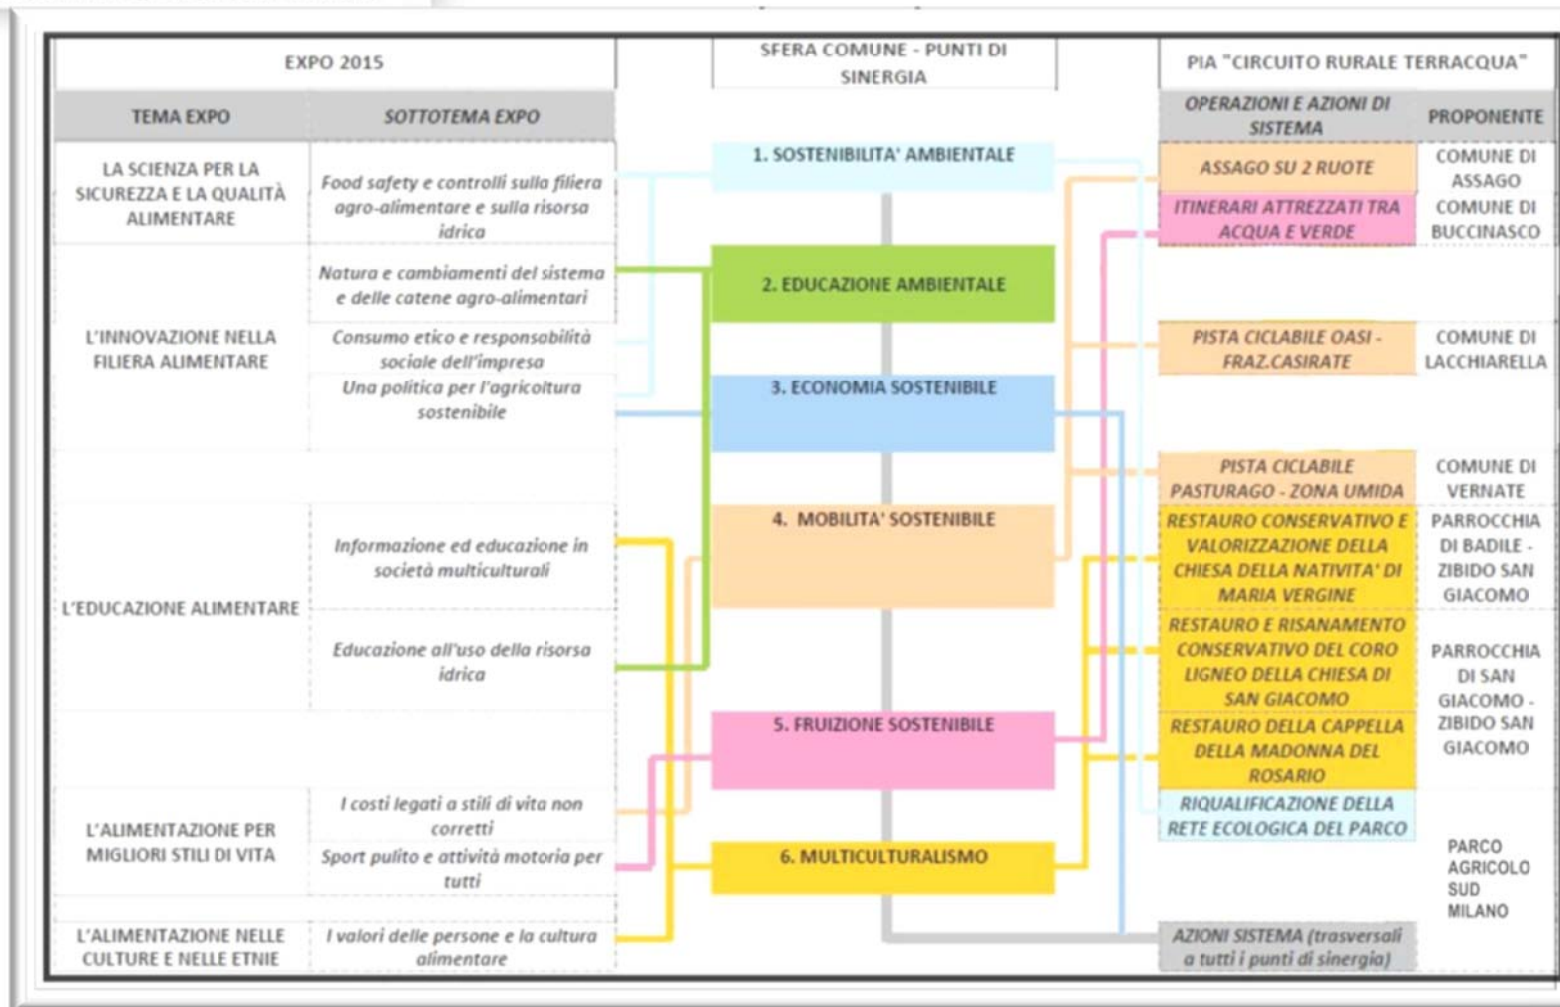 EXPO 2015
TEMA EXPO
SOTTOTEMA EXPO
LA SCIENZA PER LA
SICUREZZA E LA QUALITÀ
ALIMENTARE
Food safety e controlli sulla filiera
agro-alimentare e sulla risorsa
idrica
L'INNOVAZIONE NELLA
FILIERA ALIMENTARE
Natura e cambiamenti del sistema
e delle catene agro-alimentari
Consumo etico e responsabilità
sociale dell'impresa
Una politica per l'agricoltura
sostenibile
L'EDUCAZIONE ALIMENTARE
Informazione ed educazione in
società multiculturali
Educazione all'uso della risorsa
idrica
L'ALIMENTAZIONE PER
MIGLIORI STILI DI VITA
I costi legati a stili di vita non
corretti
Sport pulito e attività motoria per
tutti
L'ALIMENTAZIONE NELLE
CULTURE E NELLE ETNIE
I valori delle persone e la cultura
alimentare
SFERA COMUNE - PUNTI DI
SINERGIA
1. SOSTENIBILITA' AMBIENTALE
2. EDUCAZIONE AMBIENTALE
3. ECONOMIA SOSTENIBILE
4. MOBILITA' SOSTENIBILE
5. FRUIZIONE SOSTENIBILE
6. MULTICULTURALISMO
PIA "CIRCUITO RURALE TERRACQUA"
OPERAZIONI E AZIONI DI
SISTEMA
PROPONENTE
ASSAGO SU 2 RUOTE
COMUNE DI
ASSAGO
ITINERARI ATTREZZATI TRA
ACQUA E VERDE
COMUNE DI
BUCCINASCO
PISTA CICLABILE OASI -
FRAZ.CASIRATE
COMUNE DI
LACCHIARELLA
PISTA CICLABILE
PASTURAGO - ZONA UMIDA
COMUNE DI
VERNATE
RESTAURO CONSERVATIVO E
VALORIZZAZIONE DELLA
CHIESA DELLA NATIVITA' DI
MARIA VERGINE
PARROCCHIA
DI BADILE -
ZIBIDO SAN
GIACOMO
RESTAURO E RISANAMENTO
CONSERVATIVO DEL CORO
LIGNEO DELLA CHIESA DI
SAN GIACOMO
RESTAURO DELLA CAPPELLA
DELLA MADONNA DEL
ROSARIO
PARROCCHIA
DI SAN
GIACOMO -
ZIBIDO SAN
GIACOMO
RIQUALIFICAZIONE DELLA
RETE ECOLOGICA DEL PARCO
AZIONI SISTEMA (trasversali
a tutti i punti di sinergia)
PARCO
AGRICOLO
SUD
MILANO